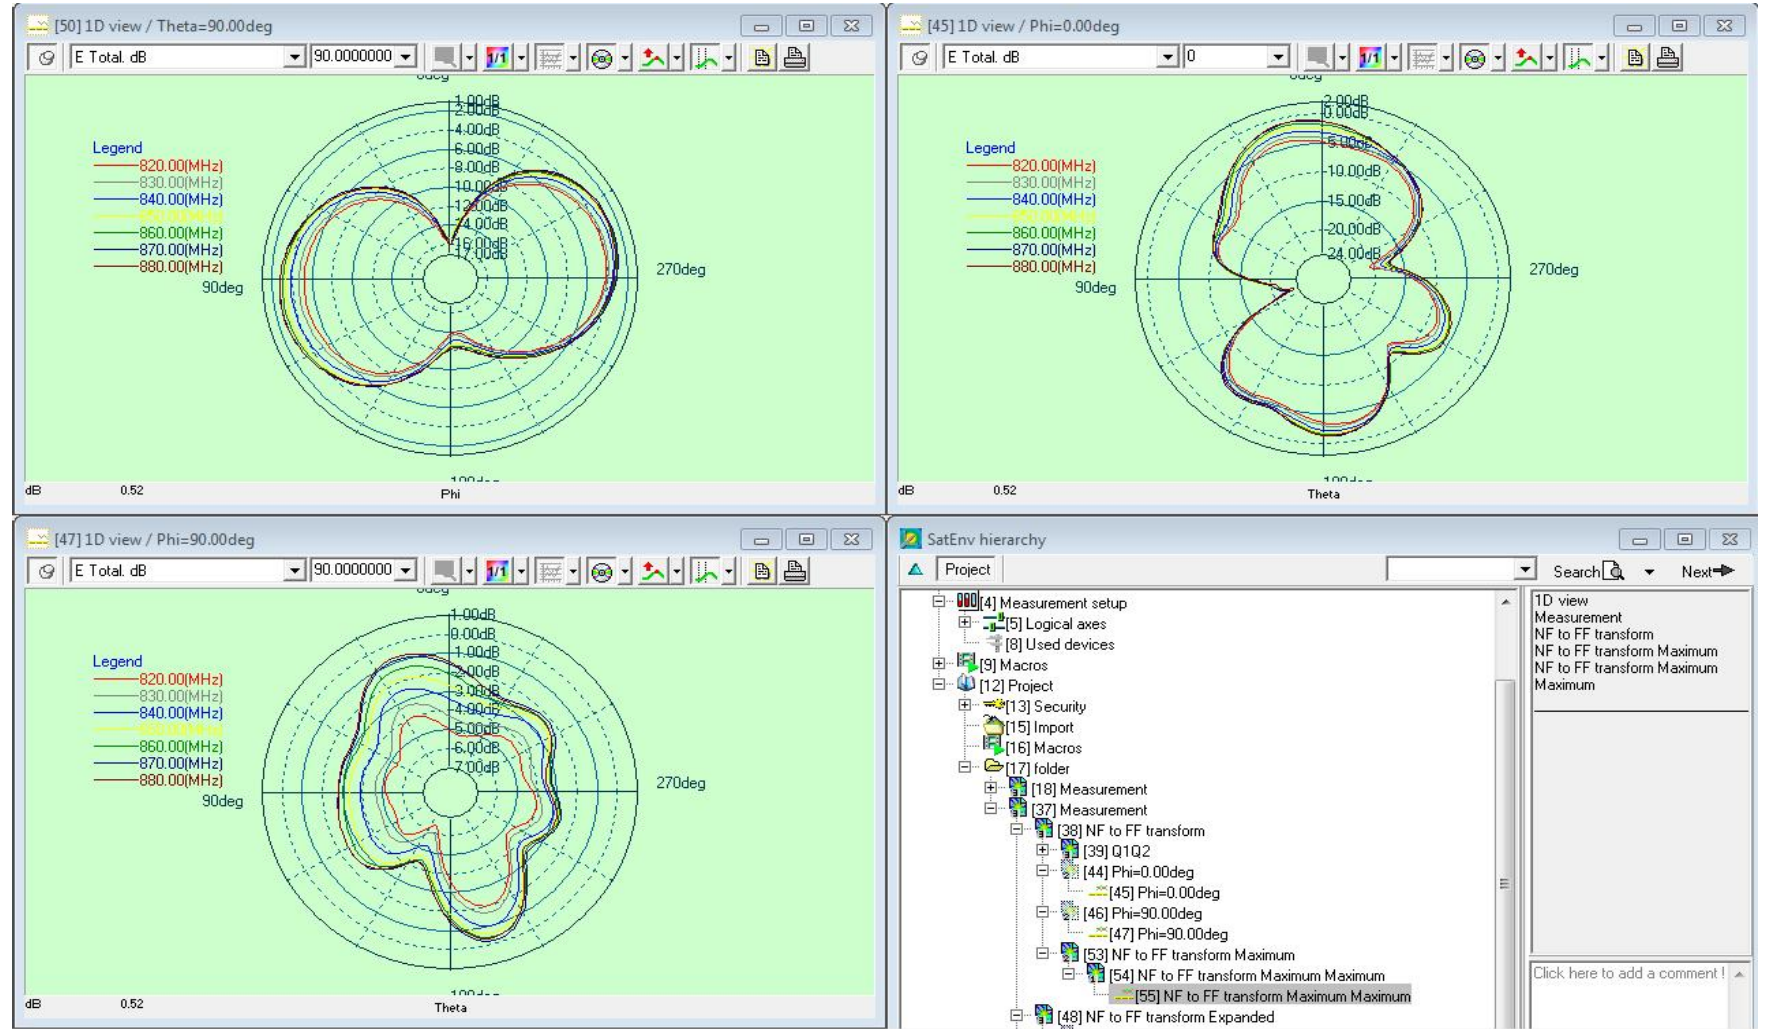 [50] 1D view / Theta=90.00deg
E Total. dB 90.0000000 1/1
Legend
820.00(MHz)
830.00(MHz)
840.00(MHz)
860.00(MHz)
870.00(MHz)
880.00(MHz)
90deg
270deg
1.00dB
2.00dB
4.00dB
6.00dB
8.00dB
10.00dB
12.00dB
14.00dB
16.00dB
17.00dB
dB 0.52
Phi
[45] 1D view / Phi=0.00deg
E Total. dB 0 1/1
Legend
820.00(MHz)
830.00(MHz)
840.00(MHz)
860.00(MHz)
870.00(MHz)
880.00(MHz)
90deg
270deg
2.00dB
0.00dB
5.00dB
-10.00dB
-15.00dB
-20.00dB
24.00dB
dB 0.52
Theta
[47] 1D view / Phi=90.00deg
E Total. dB 90.0000000 1/1
Legend
820.00(MHz)
830.00(MHz)
840.00(MHz)
860.00(MHz)
870.00(MHz)
880.00(MHz)
90deg
270deg
1.00dB
0.00dB
1.00dB
2.00dB
3.00dB
4.00dB
5.00dB
6.00dB
7.00dB
dB 0.52
Theta
SatEnv hierarchy
Project Search Next
[4] Measurement setup
[5] Logical axes
[8] Used devices
[9] Macros
[12] Project
[13] Security
[15] Import
[16] Macros
[17] folder
[18] Measurement
[37] Measurement
[38] NF to FF transform
[39] Q1Q2
[44] Phi=0.00deg
[45] Phi=0.00deg
[46] Phi=90.00deg
[47] Phi=90.00deg
[53] NF to FF transform Maximum
[54] NF to FF transform Maximum Maximum
[55] NF to FF transform Maximum Maximum
[48] NF to FF transform Expanded
1D view
Measurement
NF to FF transform
NF to FF transform Maximum
NF to FF transform Maximum
Maximum
Click here to add a comment !